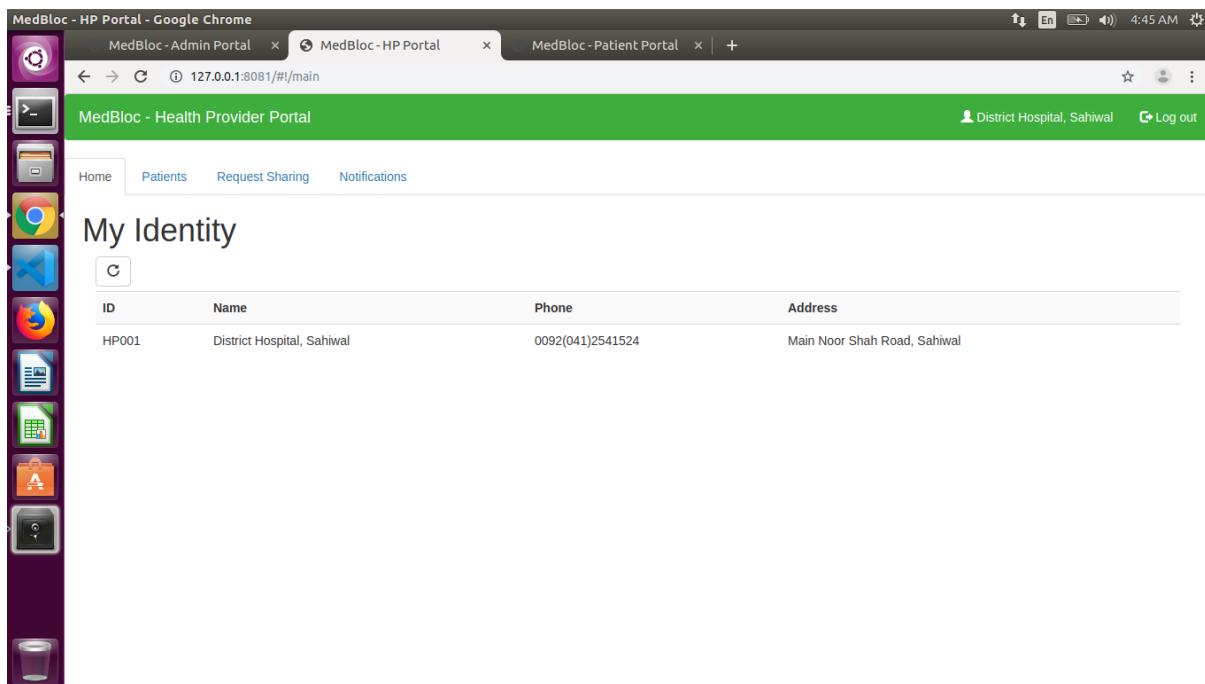 MedBloc - HP Portal - Google Chrome En 4:45 AM
MedBloc - Admin Portal × MedBloc - HP Portal × MedBloc - Patient Portal × +
127.0.0.1:8081/#!/main
MedBloc - Health Provider Portal District Hospital, Sahiwal Log out
Home Patients Request Sharing Notifications
My Identity
ID Name Phone Address
HP001 District Hospital, Sahiwal 0092(041)2541524 Main Noor Shah Road, Sahiwal